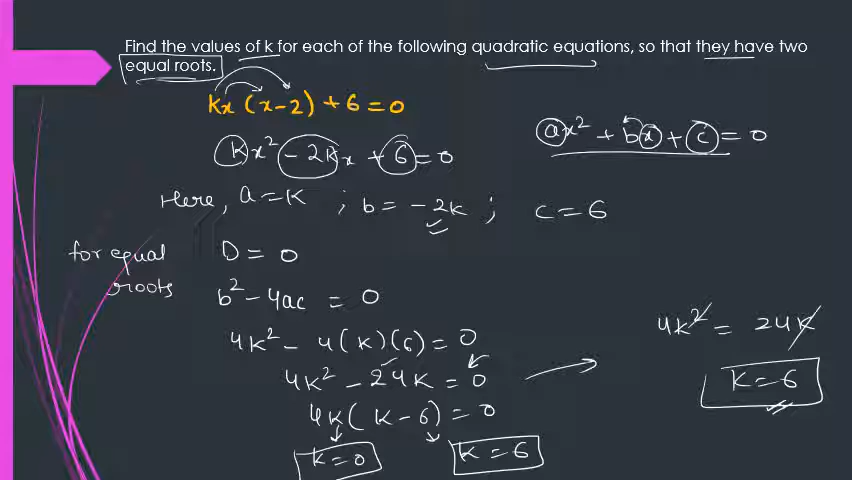 Find the values of k for each of the following quadratic equations, so that they have two
equal roots.
kx (x-2) + 6 = 0
kx² - 2kx + 6 = 0
ax² + bx + c = 0
Here, a = k ; b = -2k ; c = 6
for equal roots
D = 0
b² - 4ac = 0
4k² - 4(k)(6) = 0
4k² - 24k = 0
4k(k-6) = 0
k = 0
k = 6
4k² = 24k
k = 6